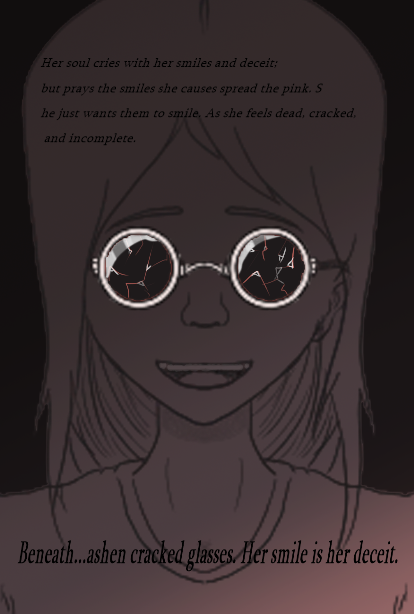 Her soul cries with her smiles and deceit:
but prays the smiles she causes spread the pink. S
he just wants them to smile. As she feels dead, cracked,
and incomplere.
Beneath...ashen cracked glasses. Her smile is her deceit.